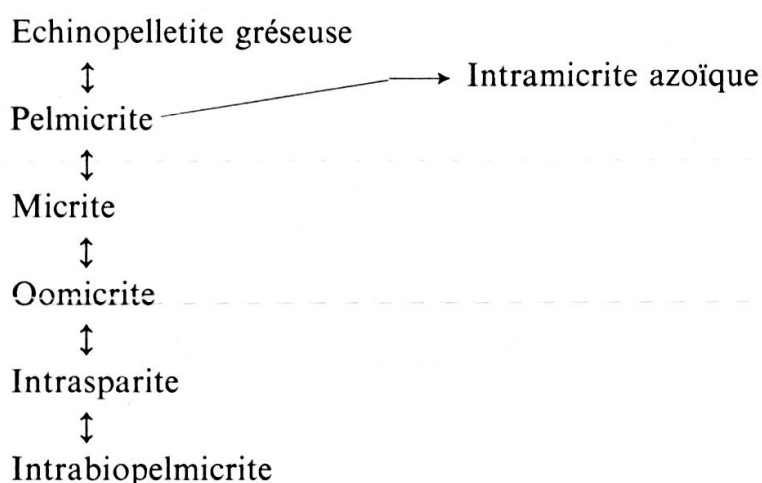 Echinopelletite gréseuse
↕
→ Intramicrite azoïque
Pelmicrite
↕
Micrite
↕
Oomicrite
↕
Intrasparite
↕
Intrabiopelmicrite